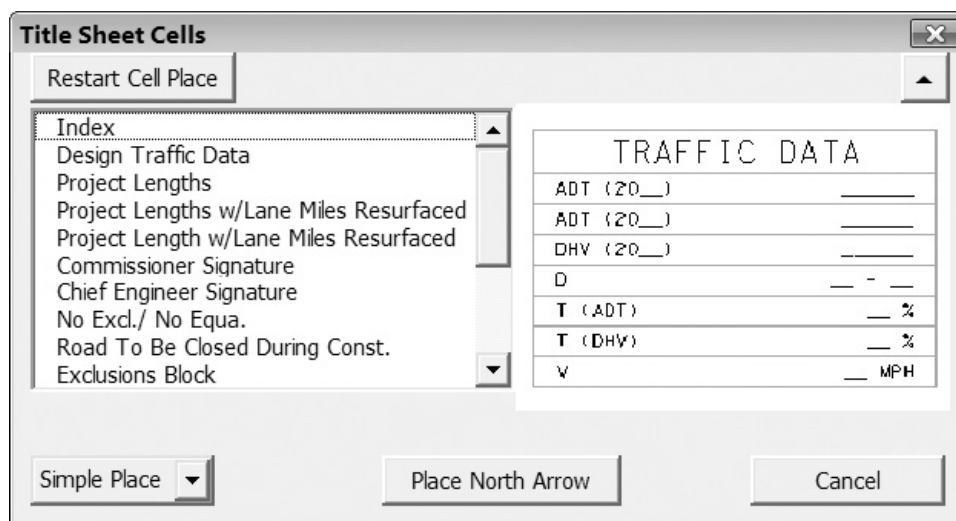 Title Sheet Cells
Restart Cell Place
Index
Design Traffic Data
Project Lengths
Project Lengths w/Lane Miles Resurfaced
Project Length w/Lane Miles Resurfaced
Commissioner Signature
Chief Engineer Signature
No Excl./ No Equa.
Road To Be Closed During Const.
Exclusions Block
TRAFFIC DATA
ADT (20__) ______
ADT (20__) ______
DHV (20__) ______
D __ - __
T (ADT) __ %
T (DHV) __ %
V __ MPH
Simple Place
Place North Arrow
Cancel